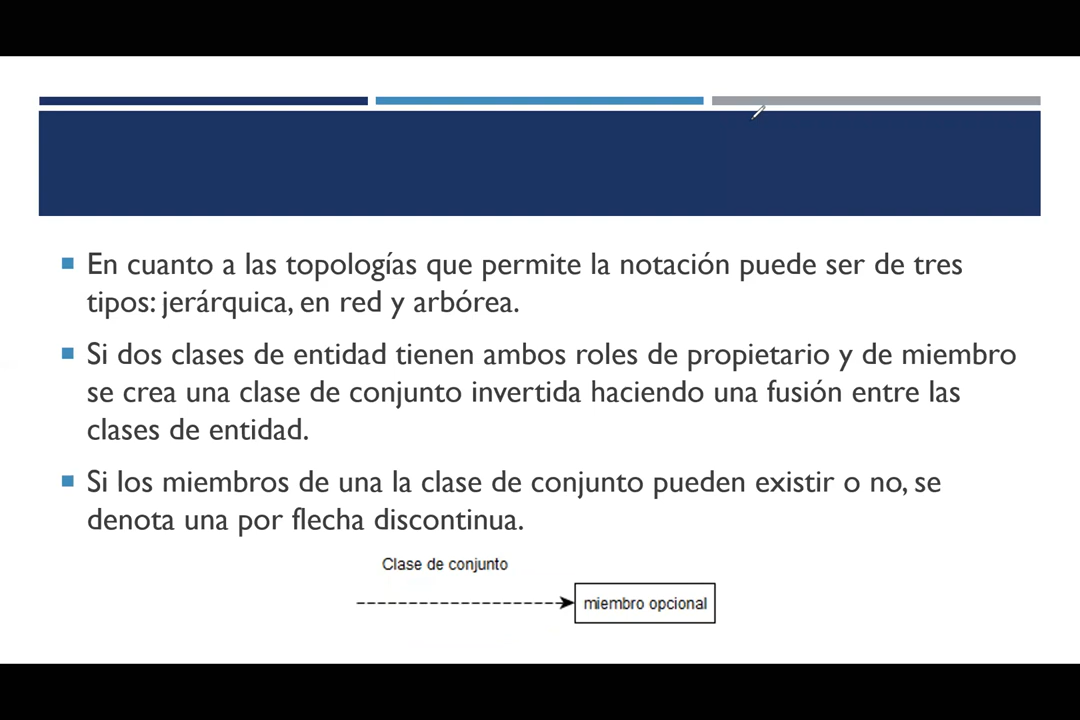 En cuanto a las topologías que permite la notación puede ser de tres
tipos: jerárquica, en red y arbórea.
Si dos clases de entidad tienen ambos roles de propietario y de miembro
se crea una clase de conjunto invertida haciendo una fusión entre las
clases de entidad.
Si los miembros de una la clase de conjunto pueden existir o no, se
denota una por flecha discontinua.
Clase de conjunto
miembro opcional